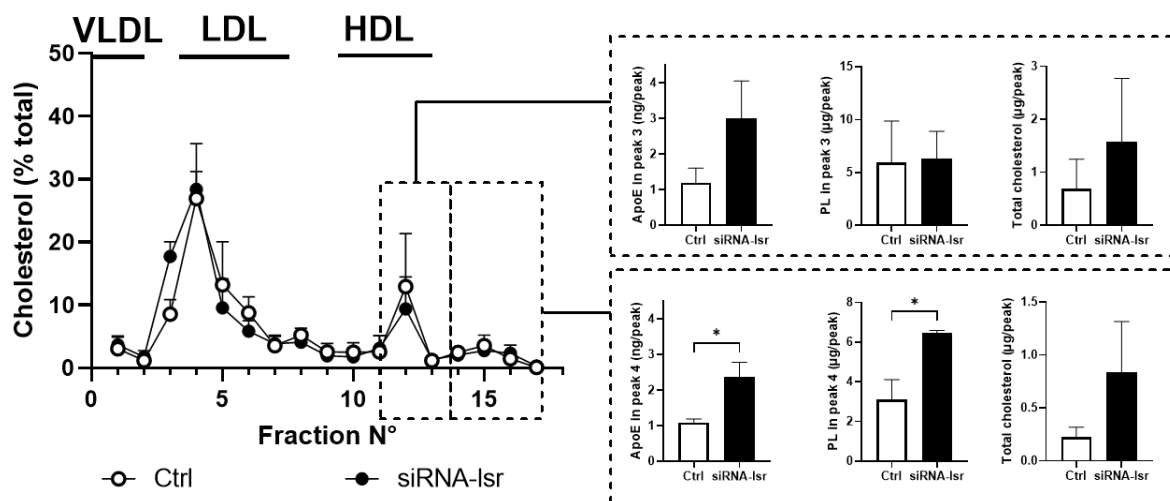 VLDL LDL HDL
Cholesterol (% total)
50
40
30
20
10
0
0 5 10 15
Fraction N°
Ctrl siRNA-lsr
ApoE in peak 3 (ng/peak)
4
3
2
1
0
Ctrl siRNA-lsr
PL in peak 3 (µg/peak)
15
10
5
0
Ctrl siRNA-lsr
Total cholesterol (µg/peak)
3
2
1
0
Ctrl siRNA-lsr
ApoE in peak 4 (ng/peak)
4
3
2
1
0
*
Ctrl siRNA-lsr
PL in peak 4 (µg/peak)
8
6
4
2
0
*
Ctrl siRNA-lsr
Total cholesterol (µg/peak)
1.5
1.0
0.5
0.0
Ctrl siRNA-lsr